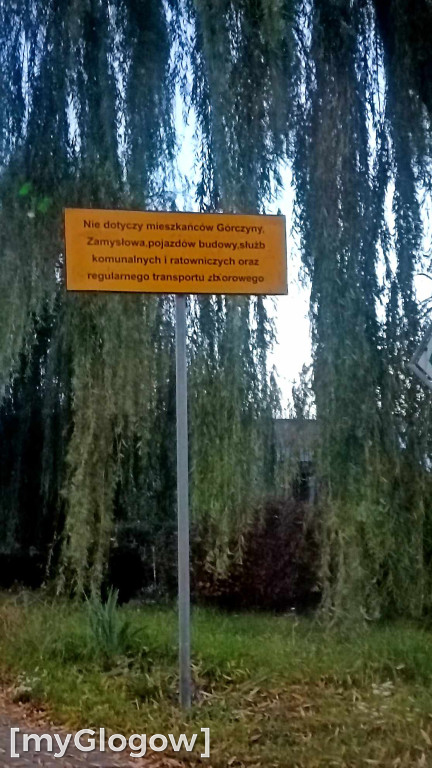 Nie dotyczy mieszkańców Górczyny,
Zamysłowa,pojazdów budowy,służb
komunalnych i ratowniczych oraz
regularnego transportu zbiorowego
[myGlogow]